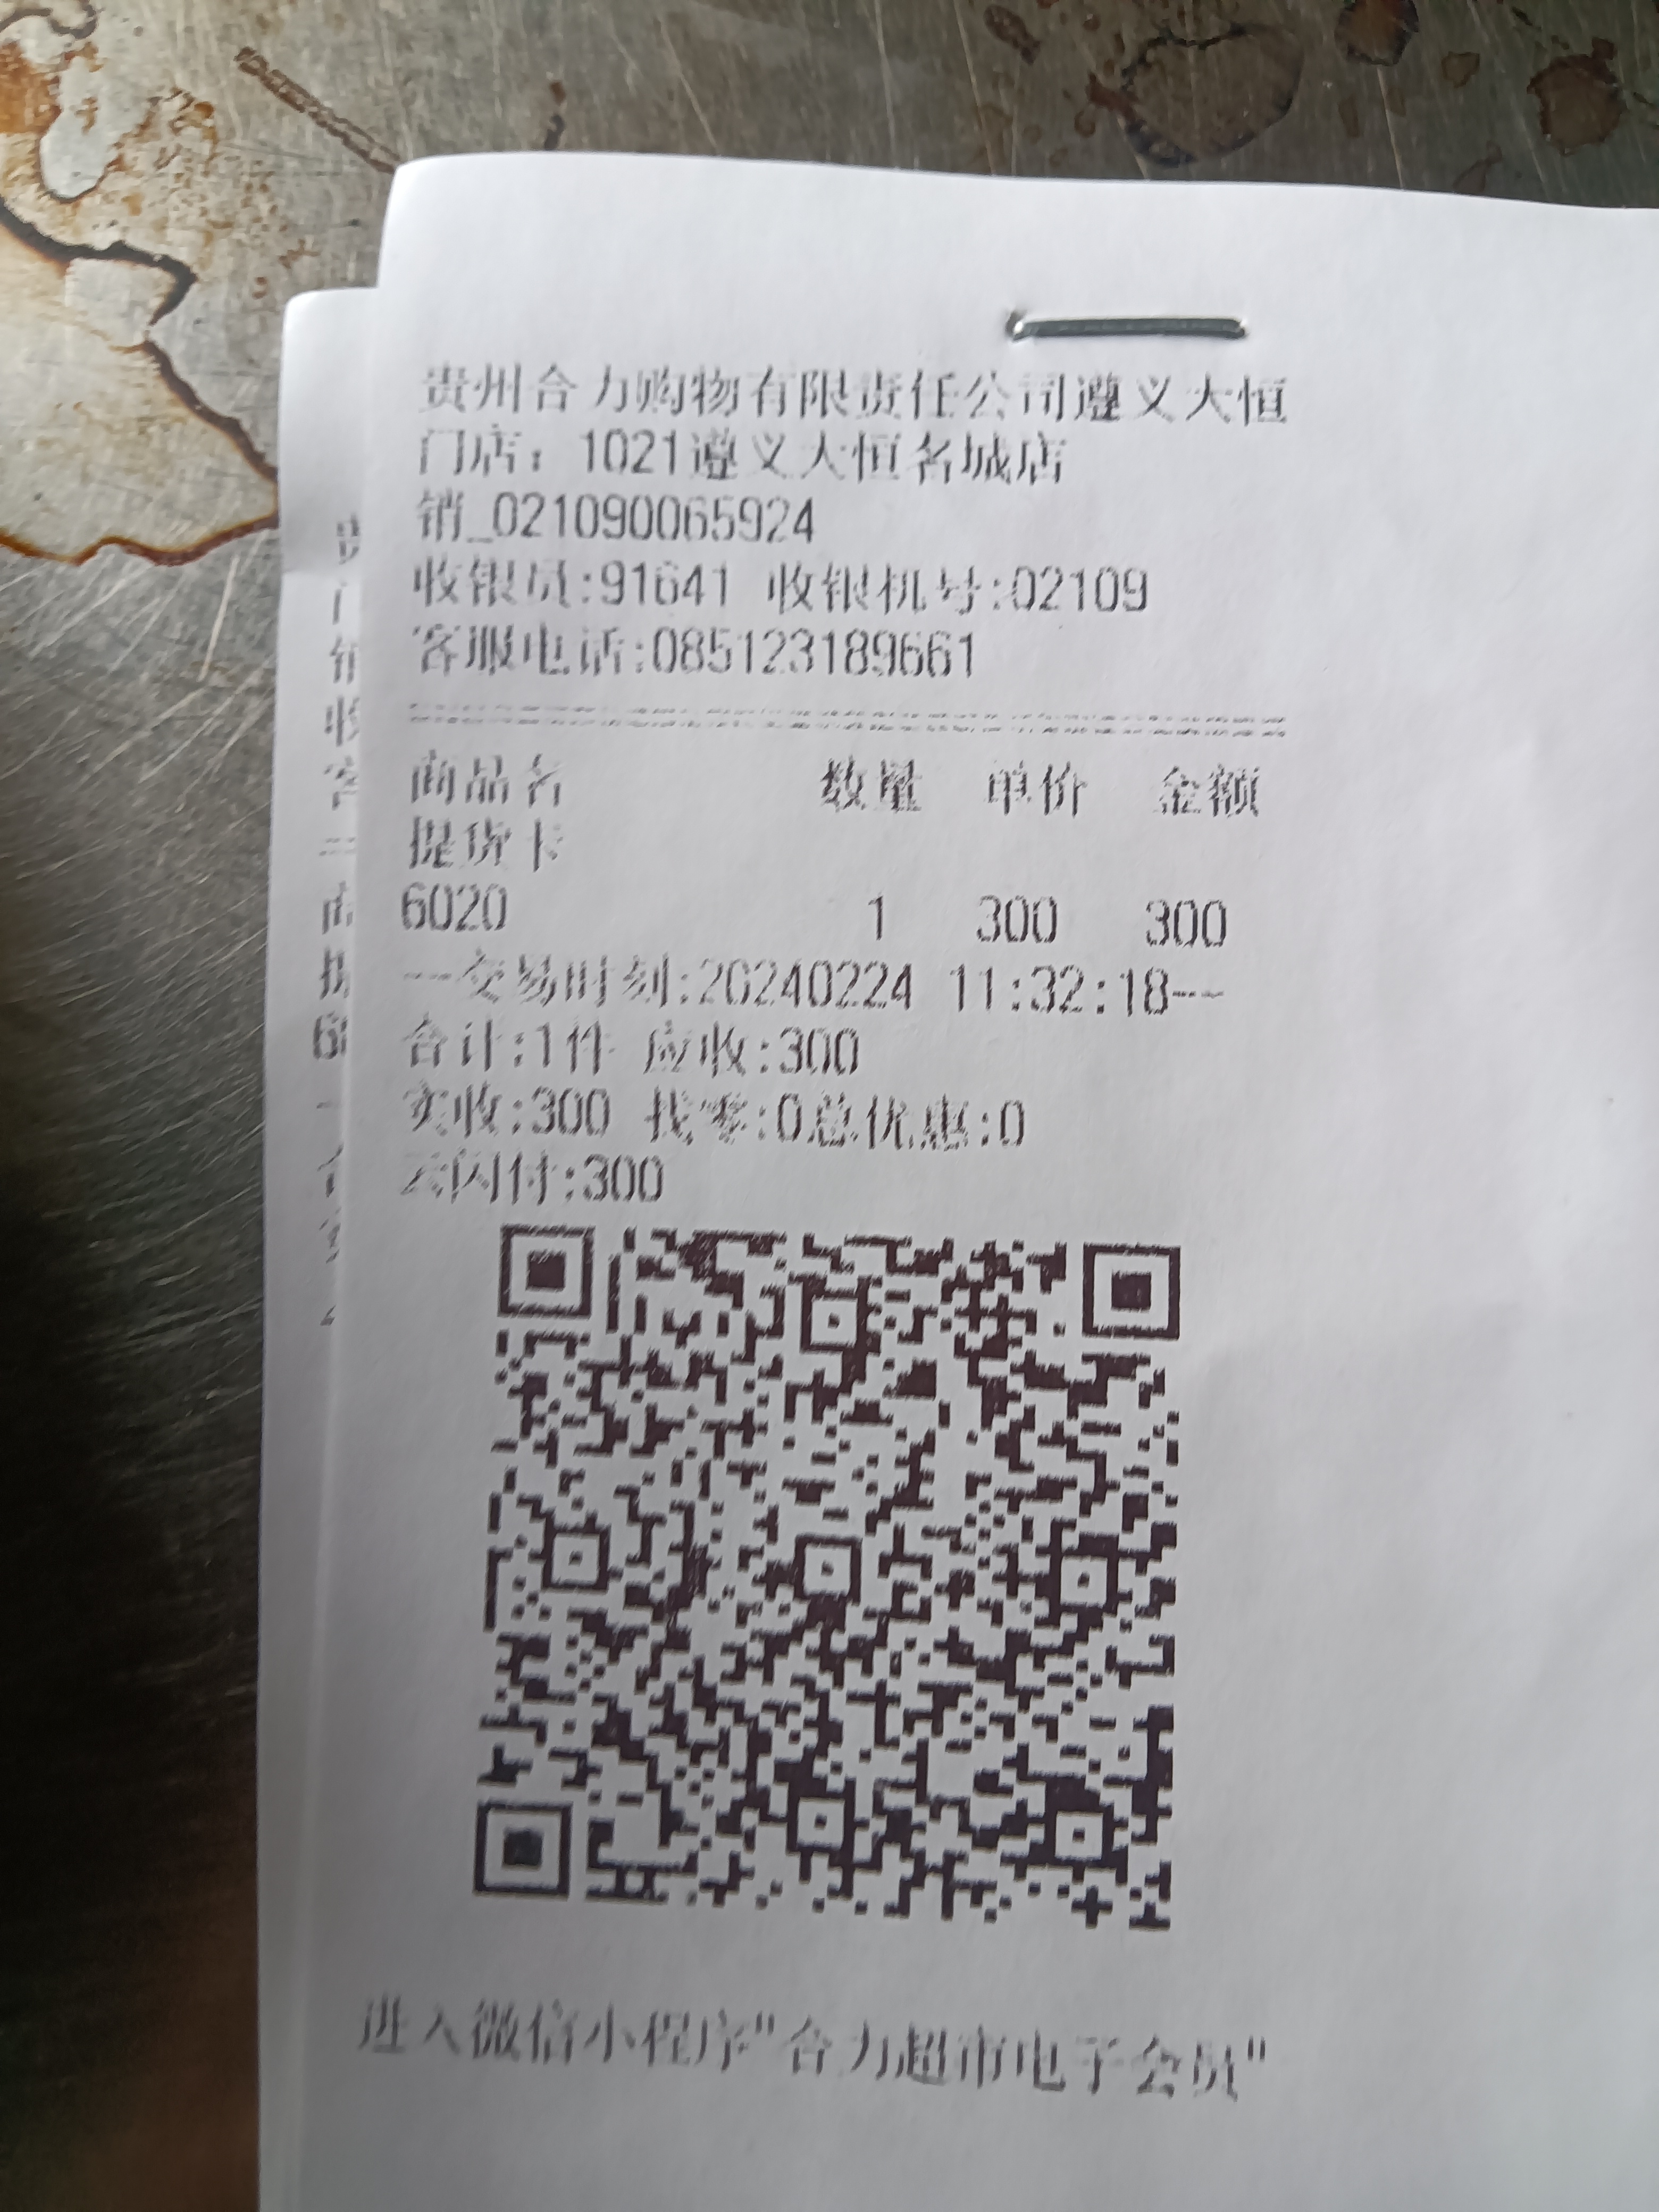 贵州合力购物有限责任公司遵义大恒
门店：1021遵义大恒名城店
销_021090065924
收银员:91641 收银机号:02109
客服电话:085123189661
商品名 数量 单价 金额
提货卡
6020 1 300 300
--交易时刻:20240224 11:32:18--
合计:1件 应收:300
实收:300 找零:0总优惠:0
云闪付:300
进入微信小程序"合力超市电子会员"